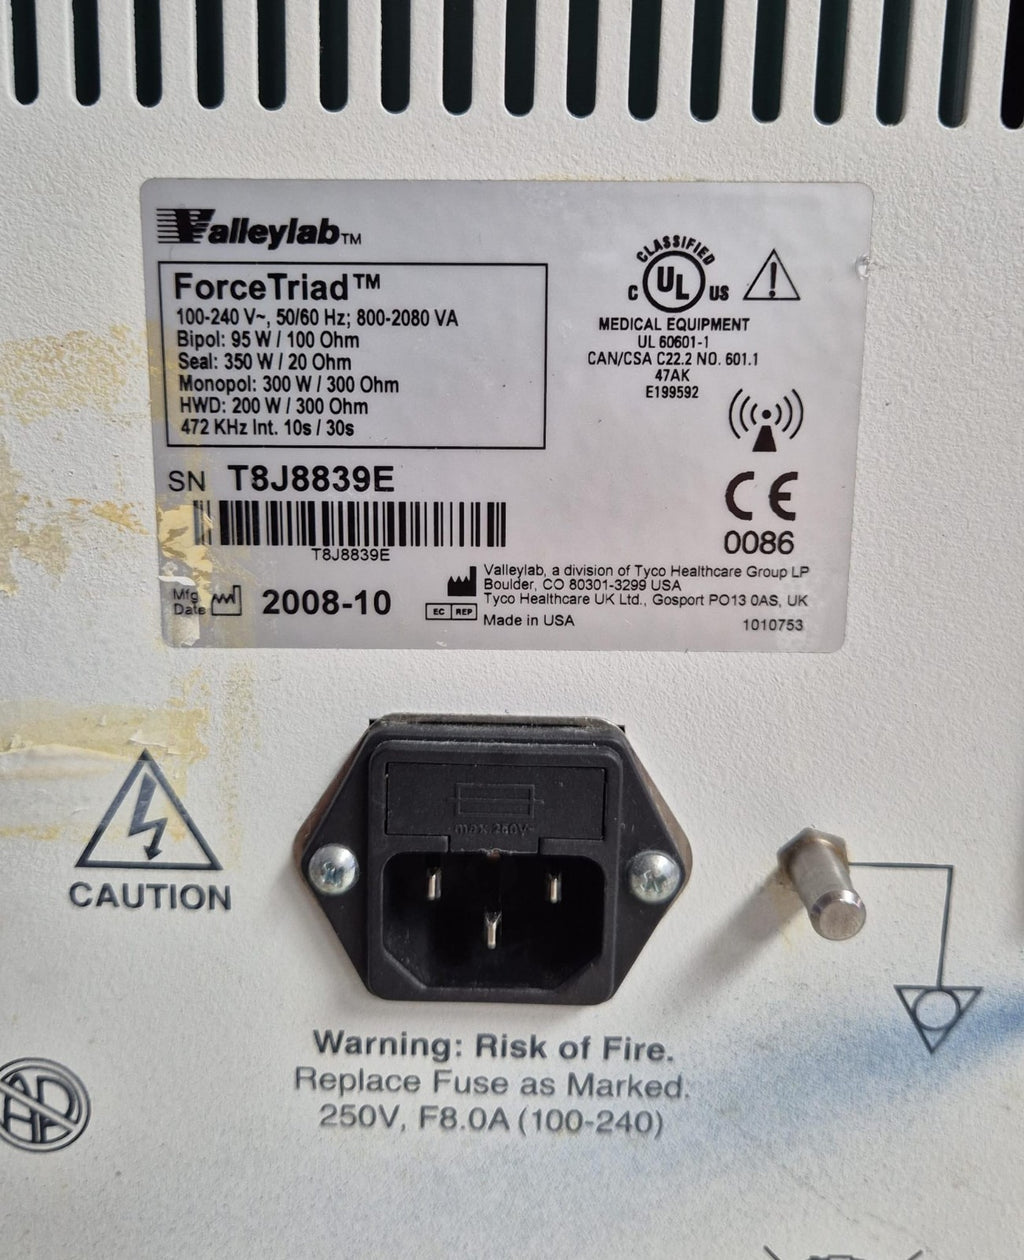 Valleylab™
ForceTriad™
100-240 V~, 50/60 Hz; 800-2080 VA
Bipol: 95 W / 100 Ohm
Seal: 350 W / 20 Ohm
Monopol: 300 W / 300 Ohm
HWD: 200 W / 300 Ohm
472 KHz Int. 10s / 30s
CLASSIFIED
C UL US
MEDICAL EQUIPMENT
UL 60601-1
CAN/CSA C22.2 NO. 601.1
47AK
E199592
SN T8J8839E
T8J8839E
CE
0086
Mfg
Date
2008-10
Valleylab, a division of Tyco Healthcare Group LP
Boulder, CO 80301-3299 USA
EC REP
Tyco Healthcare UK Ltd., Gosport PO13 0AS, UK
Made in USA
1010753
max.250V~
CAUTION
Warning: Risk of Fire.
Replace Fuse as Marked.
250V, F8.0A (100-240)
AP